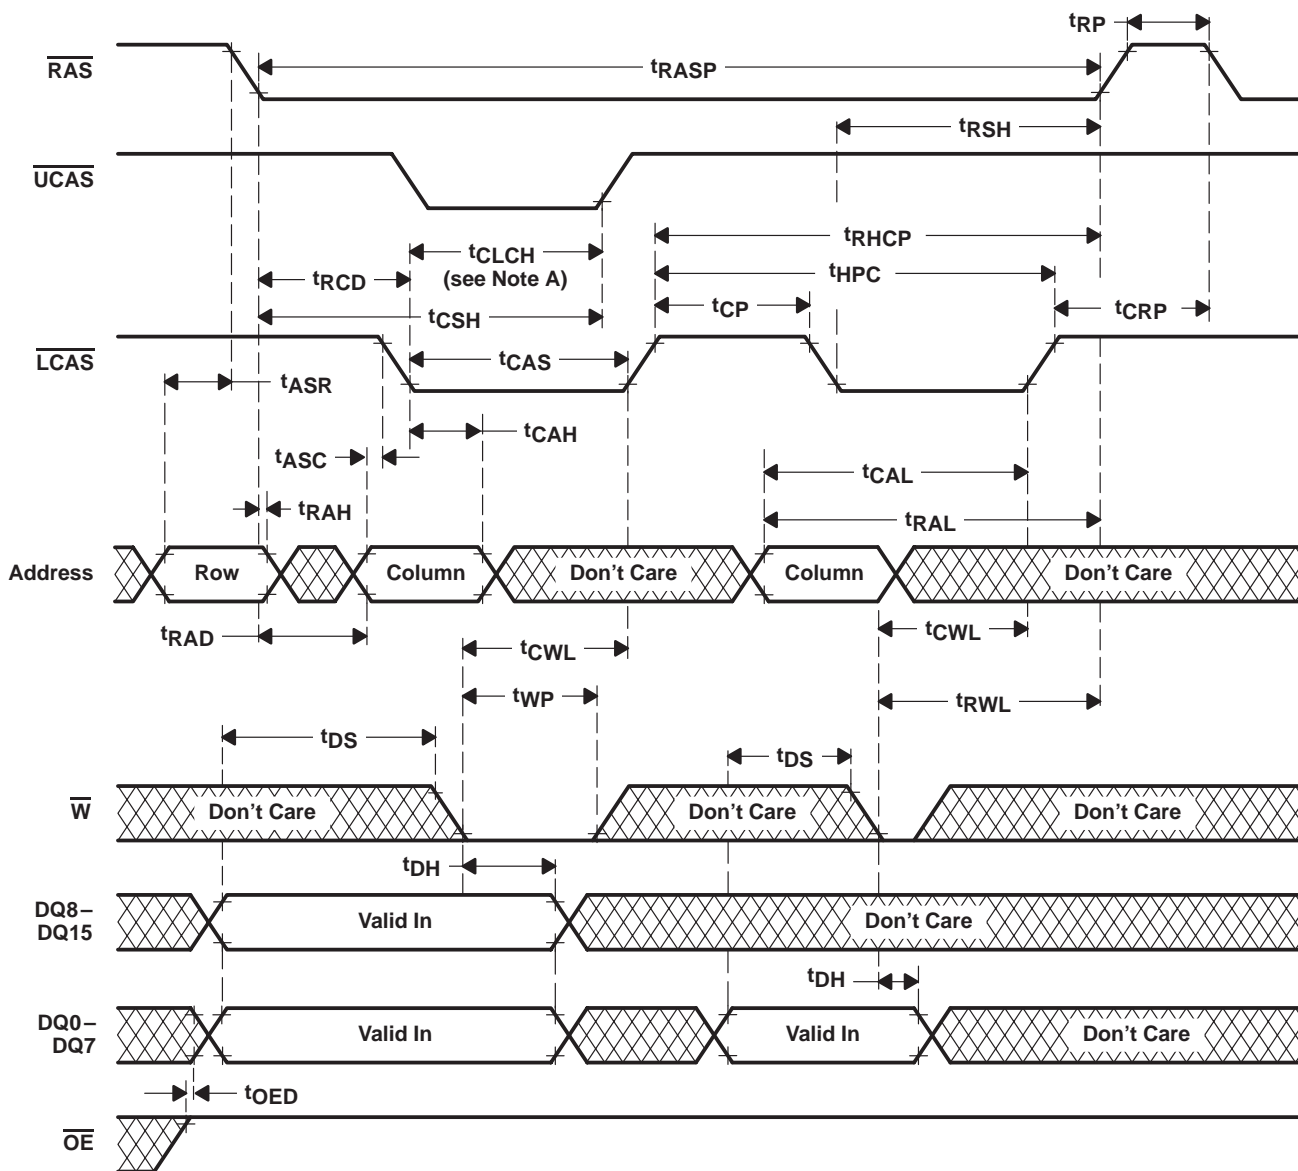 tRP
RAS
tRASP
tRSH
UCAS
tRHCP
tCLCH
(see Note A)
tRCD
tHPC
tCP
tCRP
tCSH
LCAS
tCAS
tASR
tCAH
tASC
tCAL
tRAH
tRAL
Address
Row
Column
Don't Care
Column
Don't Care
tRAD
tCWL
tCWL
tWP
tRWL
tDS
tDS
W
Don't Care
Don't Care
Don't Care
tDH
DQ8–
DQ15
Valid In
Don't Care
tDH
DQ0–
DQ7
Valid In
Valid In
Don't Care
tOED
OE